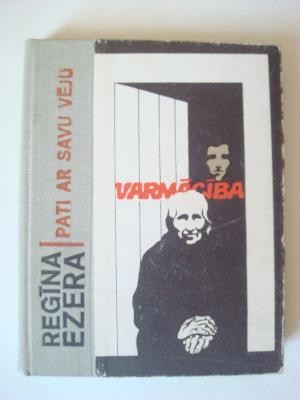 REGĪNA
EZERA
PATI AR SAVU VĒJU
VARMĀCĪBA